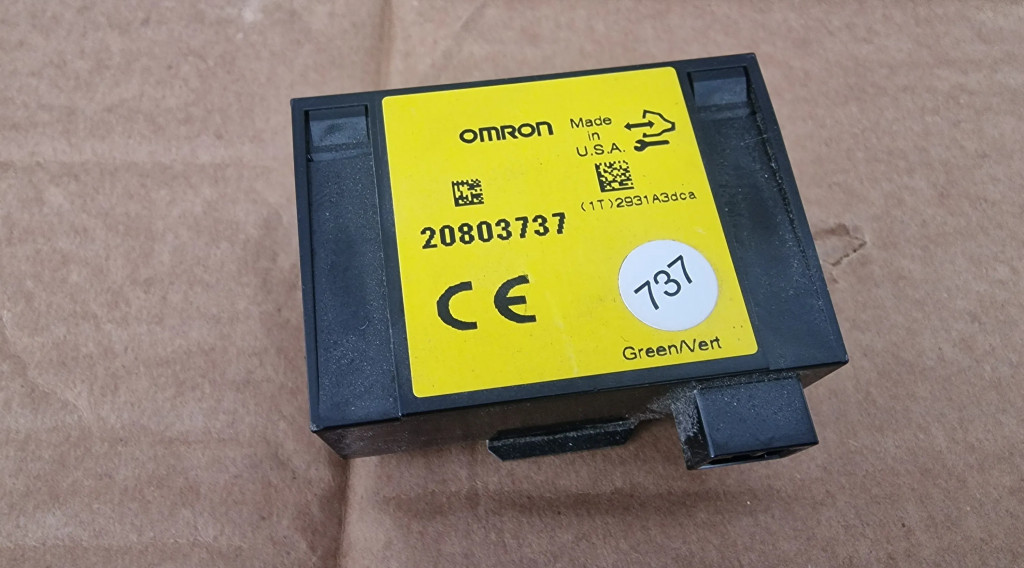 OMRON
Made
in
U.S.A.
(1T)2931A3dca
20803737
CE
737
Green/Vert